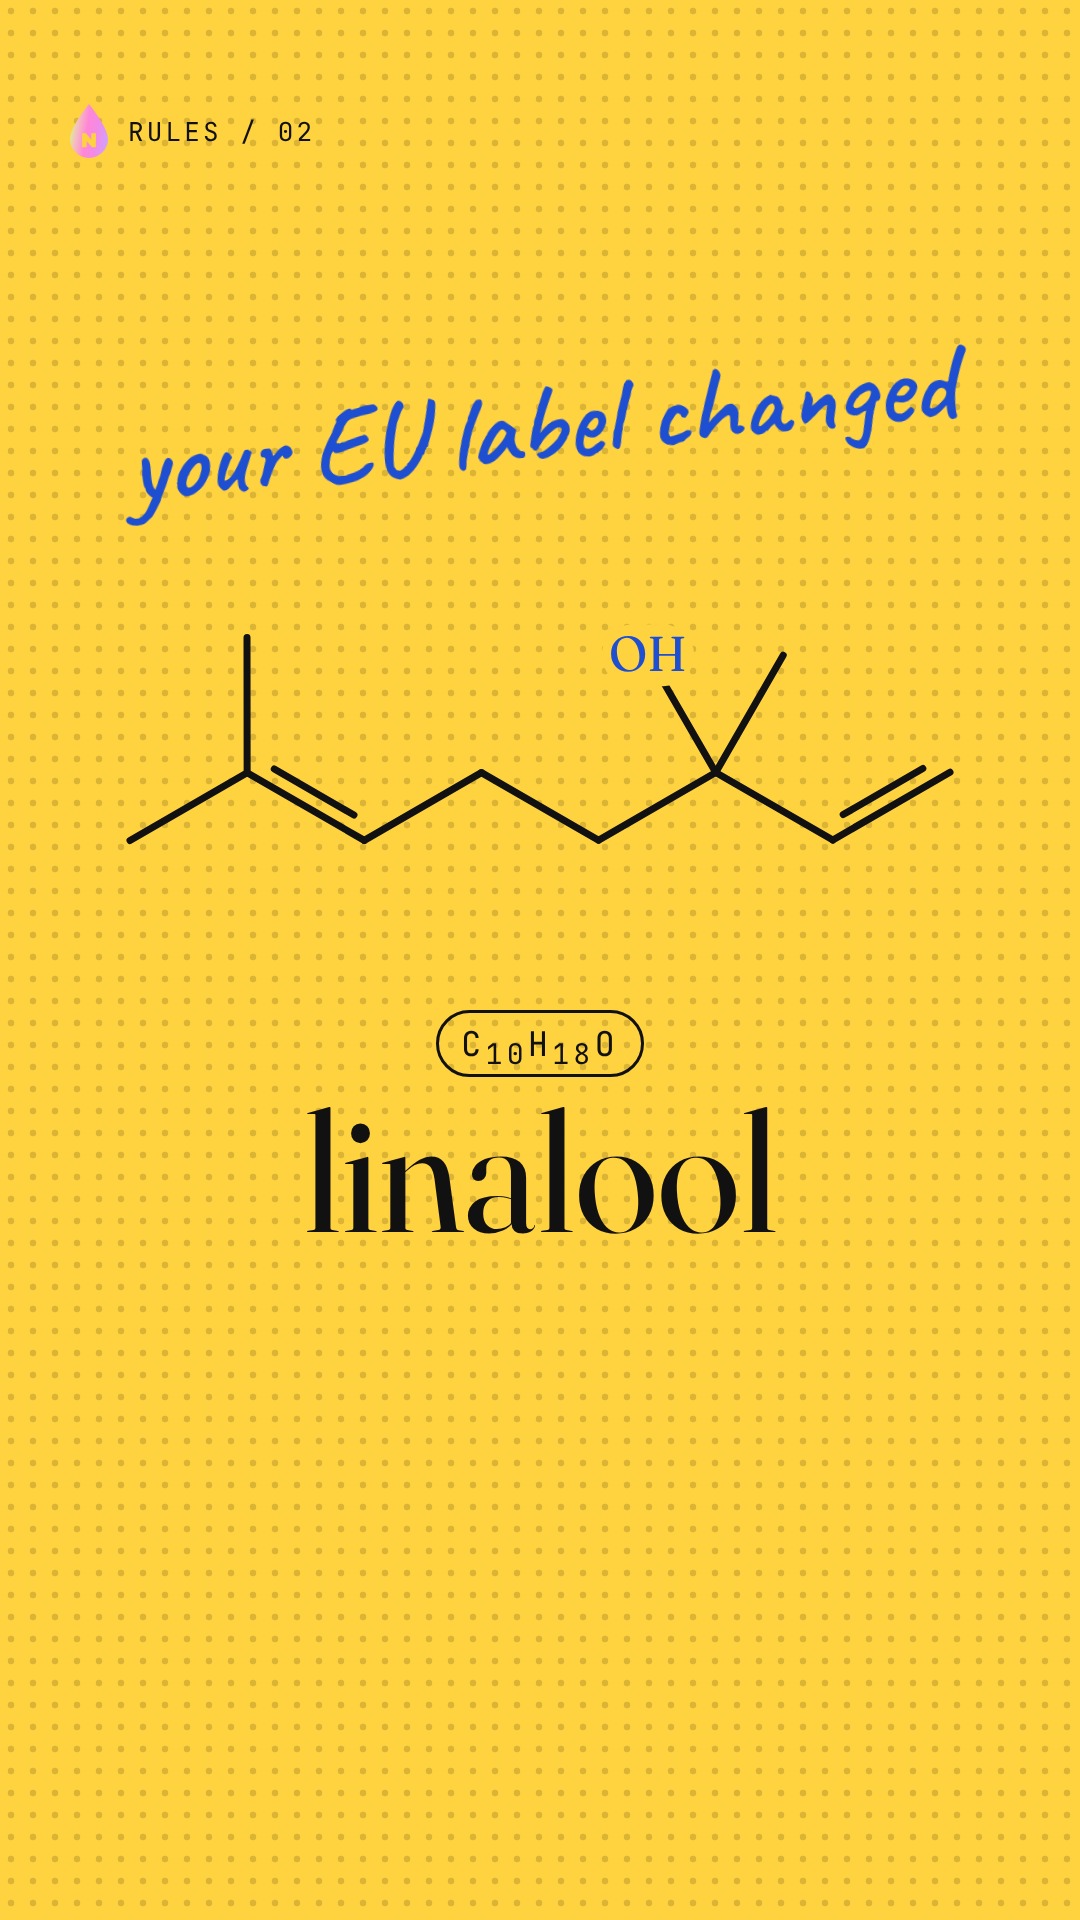 N
RULES / 02
your EU label changed
OH
C₁₀H₁₈O
linalool